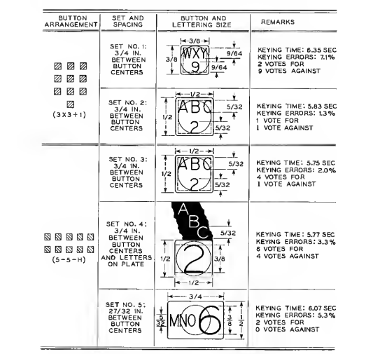 BUTTON ARRANGEMENT
SET AND SPACING
BUTTON AND LETTERING SIZE
REMARKS
(3X3+1)
SET NO. 1:
3/4 IN.
BETWEEN
BUTTON
CENTERS
3/8
3/8
WXY
9
9/64
9/64
KEYING TIME: 6.35 SEC
KEYING ERRORS: 7.1%
2 VOTES FOR
9 VOTES AGAINST
SET NO. 2:
3/4 IN.
BETWEEN
BUTTON
CENTERS
1/2
1/2
ABC
2
5/32
5/32
KEYING TIME: 5.83 SEC
KEYING ERRORS: 1.3%
1 VOTE FOR
1 VOTE AGAINST
(5-5-H)
SET NO. 3:
3/4 IN.
BETWEEN
BUTTON
CENTERS
1/2
1/2
ABC
2
5/32
5/32
KEYING TIME: 5.75 SEC
KEYING ERRORS: 2.0%
4 VOTES FOR
1 VOTE AGAINST
SET NO. 4:
3/4 IN.
BETWEEN
BUTTON
CENTERS
AND LETTERS
ON PLATE
A
B
C
5/32
1/2
2
3/8
1/2
KEYING TIME: 5.77 SEC
KEYING ERRORS: 3.3%
6 VOTES FOR
4 VOTES AGAINST
SET NO. 5:
27/32 IN.
BETWEEN
BUTTON
CENTERS
3/4
5/32
MNO 6
3/8
1/2
KEYING TIME: 6.07 SEC
KEYING ERRORS: 5.3%
2 VOTES FOR
0 VOTES AGAINST